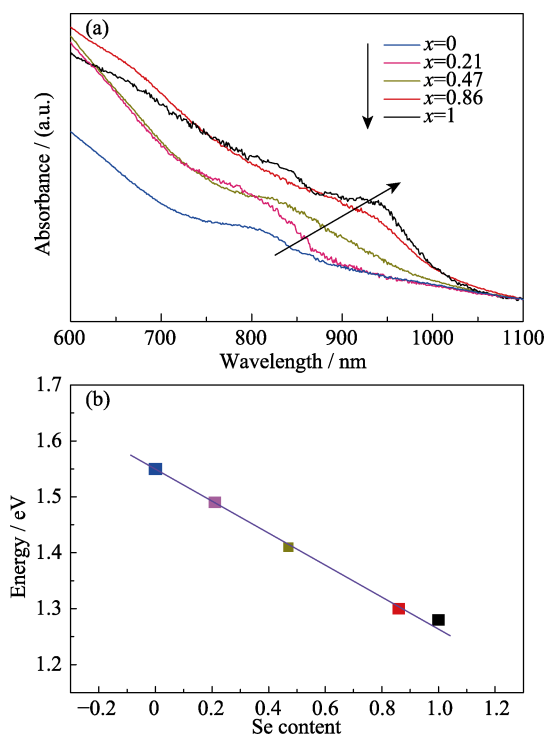 (a)
x=0
x=0.21
x=0.47
x=0.86
x=1
Absorbance / (a.u.)
600 700 800 900 1000 1100
Wavelength / nm
(b)
1.7
1.6
1.5
1.4
1.3
1.2
Energy / eV
−0.2 0 0.2 0.4 0.6 0.8 1.0 1.2
Se content